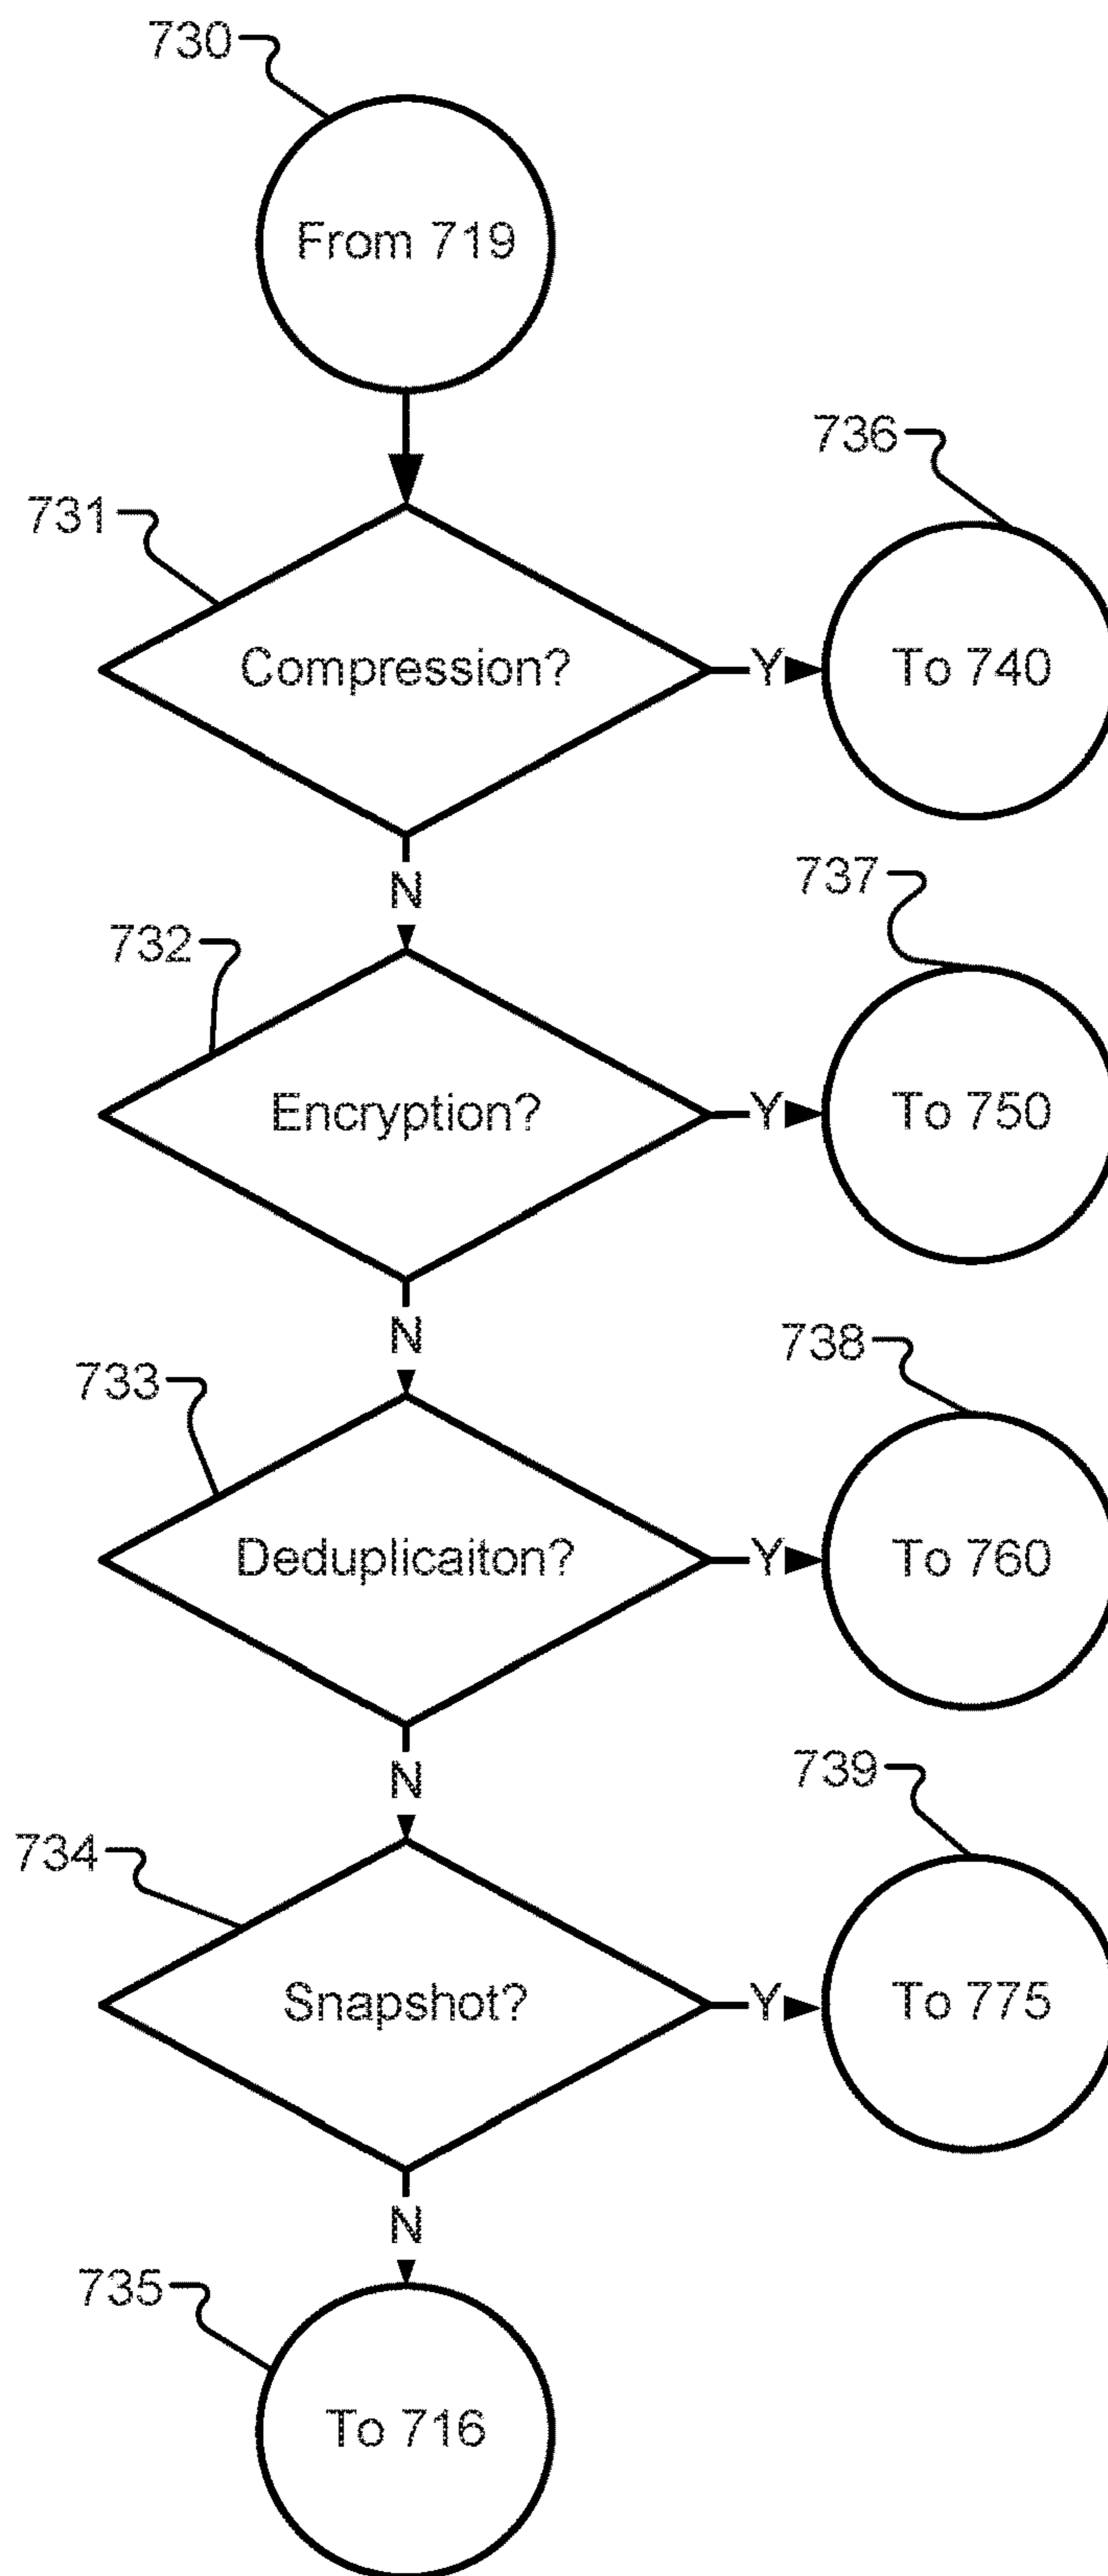 730
From 719
736
731
Compression?
Y
To 740
N
737
732
Encryption?
Y
To 750
N
738
733
Deduplicaiton?
Y
To 760
N
739
734
Snapshot?
Y
To 775
N
735
To 716